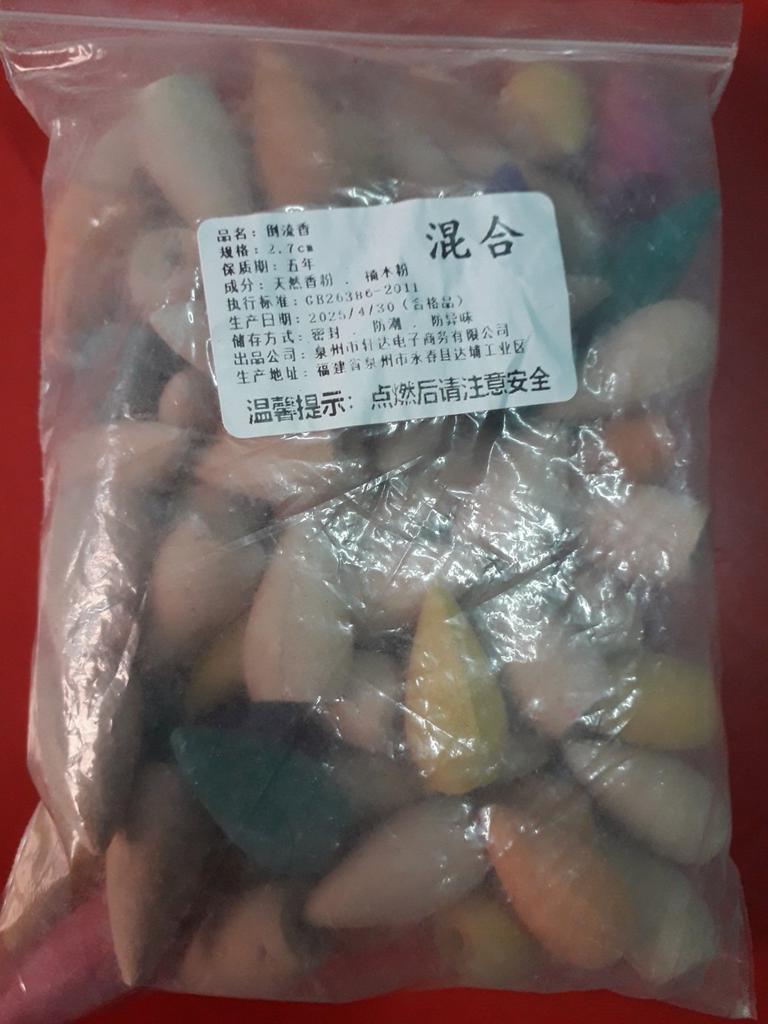 混合
品名: 倒流香
规格: 2.7cm
保质期: 五年
成分: 天然香粉 . 楠木粉
执行标准: GB26386-2011
生产日期: 2025/4/30 (合格品)
储存方式: 密封 . 防潮 . 防异味
出品公司: 泉州市轩达电子商务有限公司
生产地址: 福建省泉州市永春县达埔工业区
温馨提示: 点燃后请注意安全